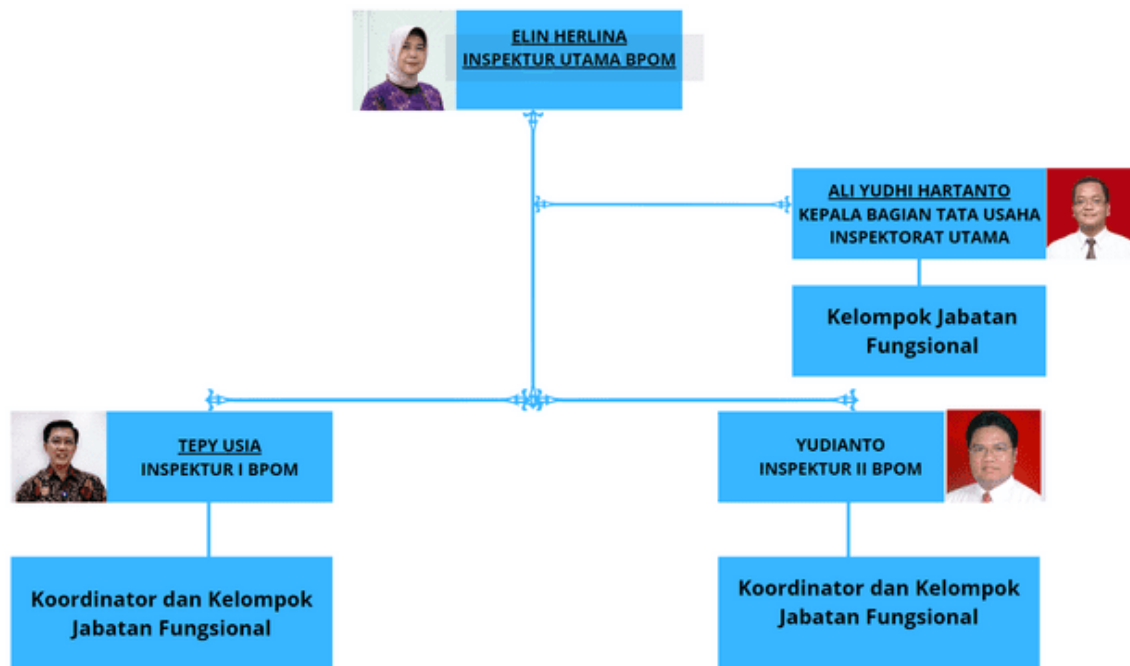 ELIN HERLINA
INSPEKTUR UTAMA BPOM
ALI YUDHI HARTANTO
KEPALA BAGIAN TATA USAHA
INSPEKTORAT UTAMA
Kelompok Jabatan
Fungsional
TEPY USIA
INSPEKTUR I BPOM
YUDIANTO
INSPEKTUR II BPOM
Koordinator dan Kelompok
Jabatan Fungsional
Koordinator dan Kelompok
Jabatan Fungsional